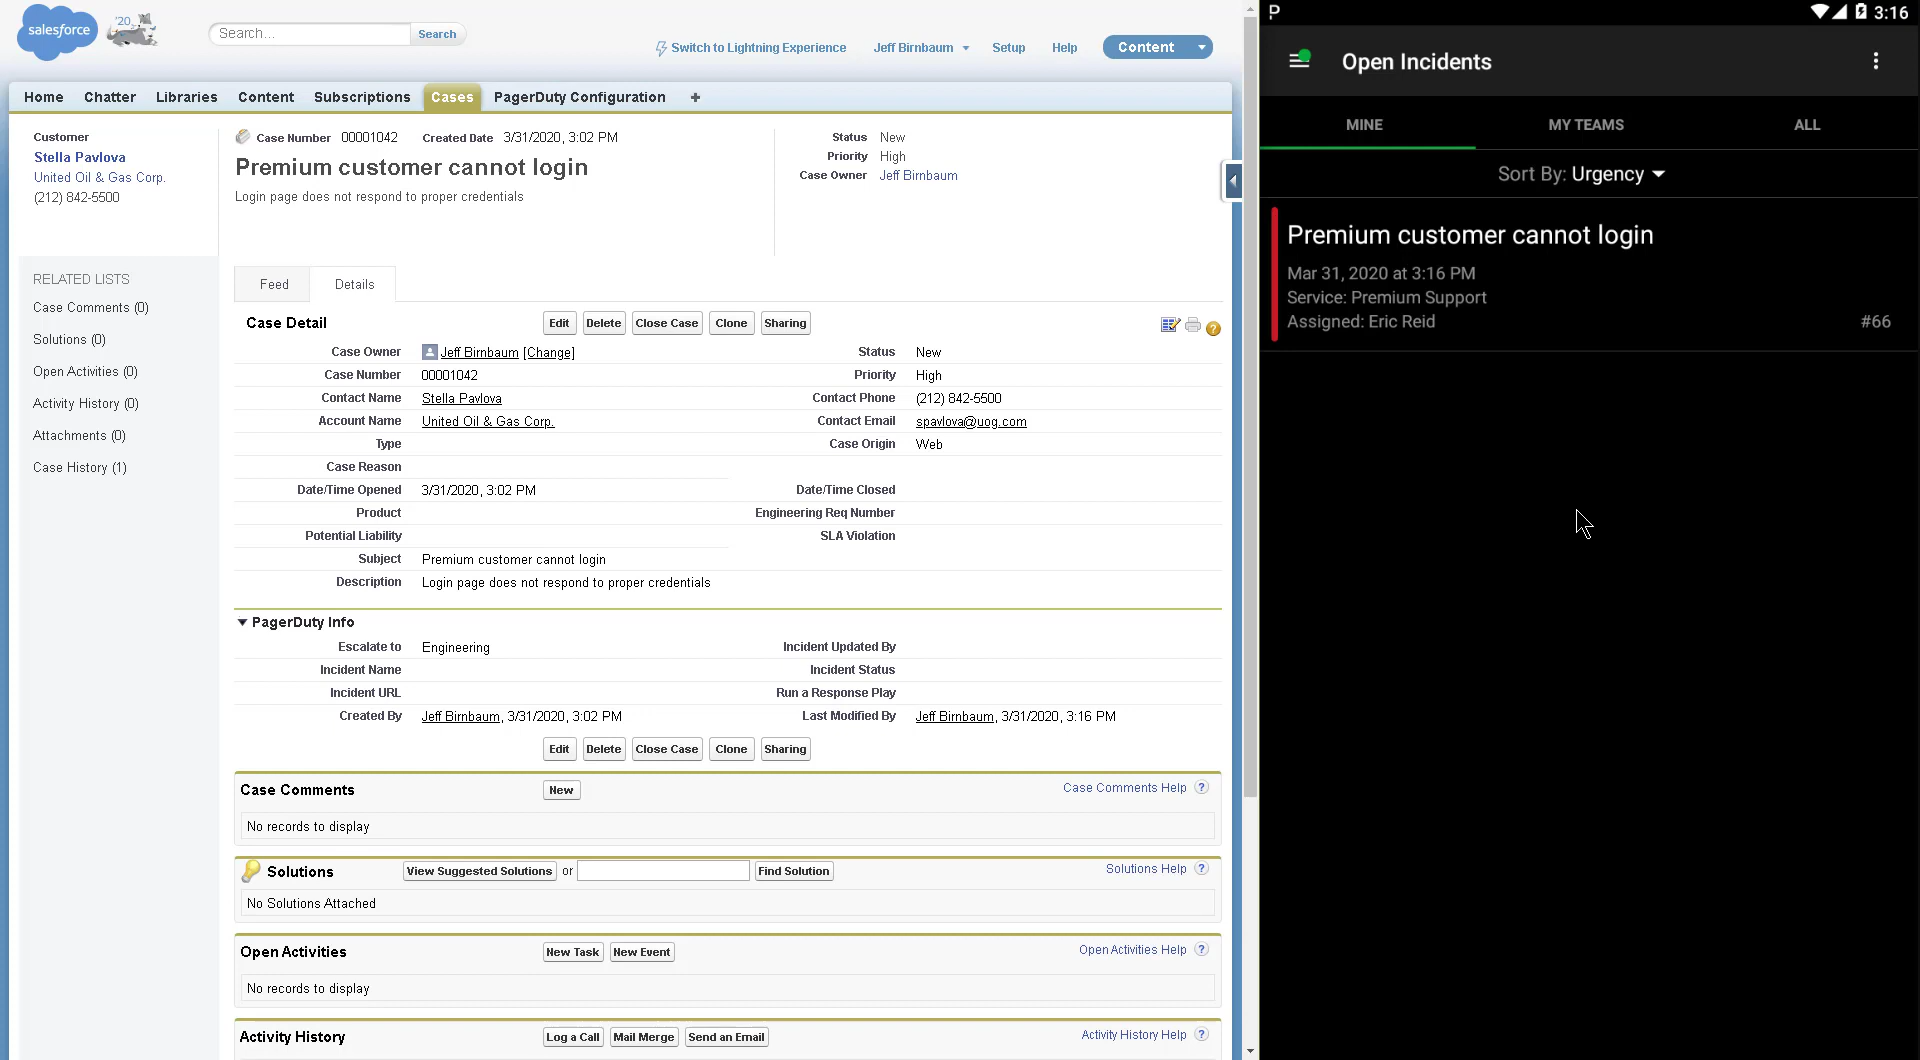 salesforce
'20
Search...
Search
Switch to Lightning Experience
Jeff Birnbaum
Setup
Help
Content
Home
Chatter
Libraries
Content
Subscriptions
Cases
PagerDuty Configuration
+
Customer
Stella Pavlova
United Oil & Gas Corp.
(212) 842-5500
Case Number 00001042 Created Date 3/31/2020, 3:02 PM
Premium customer cannot login
Login page does not respond to proper credentials
Status New
Priority High
Case Owner Jeff Birnbaum
RELATED LISTS
Case Comments (0)
Solutions (0)
Open Activities (0)
Activity History (0)
Attachments (0)
Case History (1)
Feed
Details
Case Detail
Edit
Delete
Close Case
Clone
Sharing
?
Case Owner Jeff Birnbaum [Change]
Status New
Case Number 00001042
Priority High
Contact Name Stella Pavlova
Contact Phone (212) 842-5500
Account Name United Oil & Gas Corp.
Contact Email spavlova@uog.com
Type
Case Origin Web
Case Reason
Date/Time Opened 3/31/2020, 3:02 PM
Date/Time Closed
Product
Engineering Req Number
Potential Liability
SLA Violation
Subject Premium customer cannot login
Description Login page does not respond to proper credentials
PagerDuty Info
Escalate to Engineering
Incident Updated By
Incident Name
Incident Status
Incident URL
Run a Response Play
Created By Jeff Birnbaum, 3/31/2020, 3:02 PM
Last Modified By Jeff Birnbaum, 3/31/2020, 3:16 PM
Edit
Delete
Close Case
Clone
Sharing
Case Comments
New
Case Comments Help ?
No records to display
Solutions
View Suggested Solutions or
Find Solution
Solutions Help ?
No Solutions Attached
Open Activities
New Task
New Event
Open Activities Help ?
No records to display
Activity History
Log a Call
Mail Merge
Send an Email
Activity History Help ?
P
3:16
Open Incidents
MINE
MY TEAMS
ALL
Sort By: Urgency
Premium customer cannot login
Mar 31, 2020 at 3:16 PM
Service: Premium Support
Assigned: Eric Reid
#66